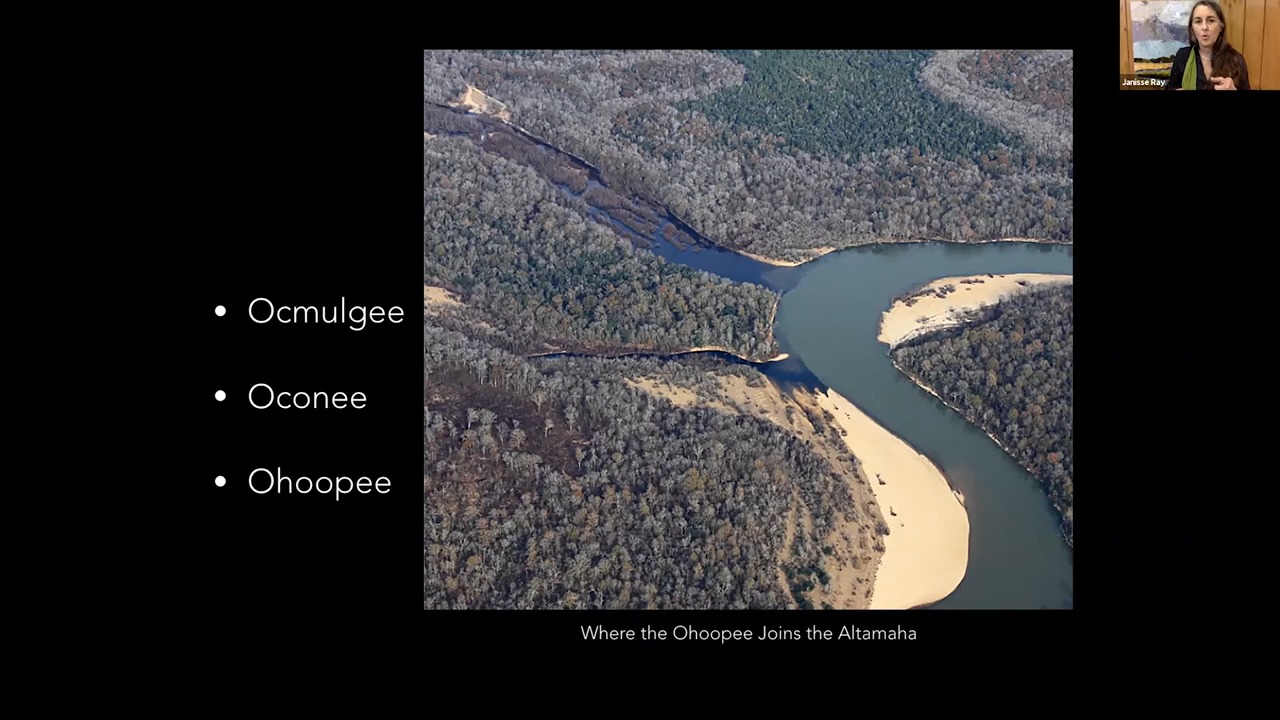 Janisse Ray
• Ocmulgee
• Oconee
• Ohoopee
Where the Ohoopee Joins the Altamaha